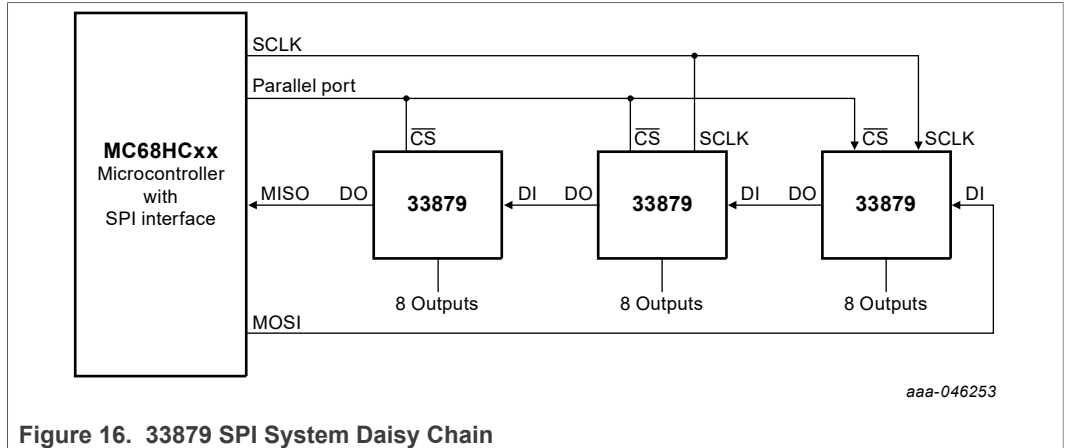 SCLK
Parallel port
CS CS SCLK CS SCLK
MC68HCxx
Microcontroller
with
SPI interface
MISO DO 33879 DI DO 33879 DI DO 33879 DI
8 Outputs 8 Outputs 8 Outputs
MOSI
aaa-046253
Figure 16. 33879 SPI System Daisy Chain